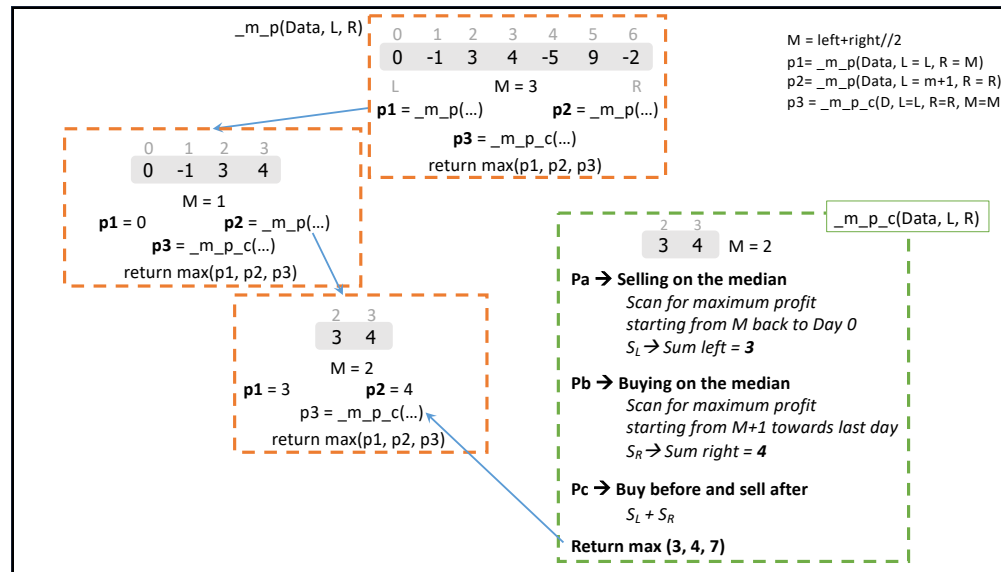 _m_p(Data, L, R)
0 1 2 3 4 5 6
0 -1 3 4 -5 9 -2
L M = 3 R
p1 = _m_p(…) p2 = _m_p(…)
p3 = _m_p_c(…)
return max(p1, p2, p3)
M = left+right//2
p1= _m_p(Data, L = L, R = M)
p2= _m_p(Data, L = m+1, R = R)
p3 = _m_p_c(D, L=L, R=R, M=M
0 1 2 3
0 -1 3 4
M = 1
p1 = 0 p2 = _m_p(…)
p3 = _m_p_c(…)
return max(p1, p2, p3)
2 3
3 4
M = 2
p1 = 3 p2 = 4
p3 = _m_p_c(…)
return max(p1, p2, p3)
_m_p_c(Data, L, R)
2 3
3 4 M = 2
Pa → Selling on the median
Scan for maximum profit
starting from M back to Day 0
SL → Sum left = 3
Pb → Buying on the median
Scan for maximum profit
starting from M+1 towards last day
SR → Sum right = 4
Pc → Buy before and sell after
SL + SR
Return max (3, 4, 7)